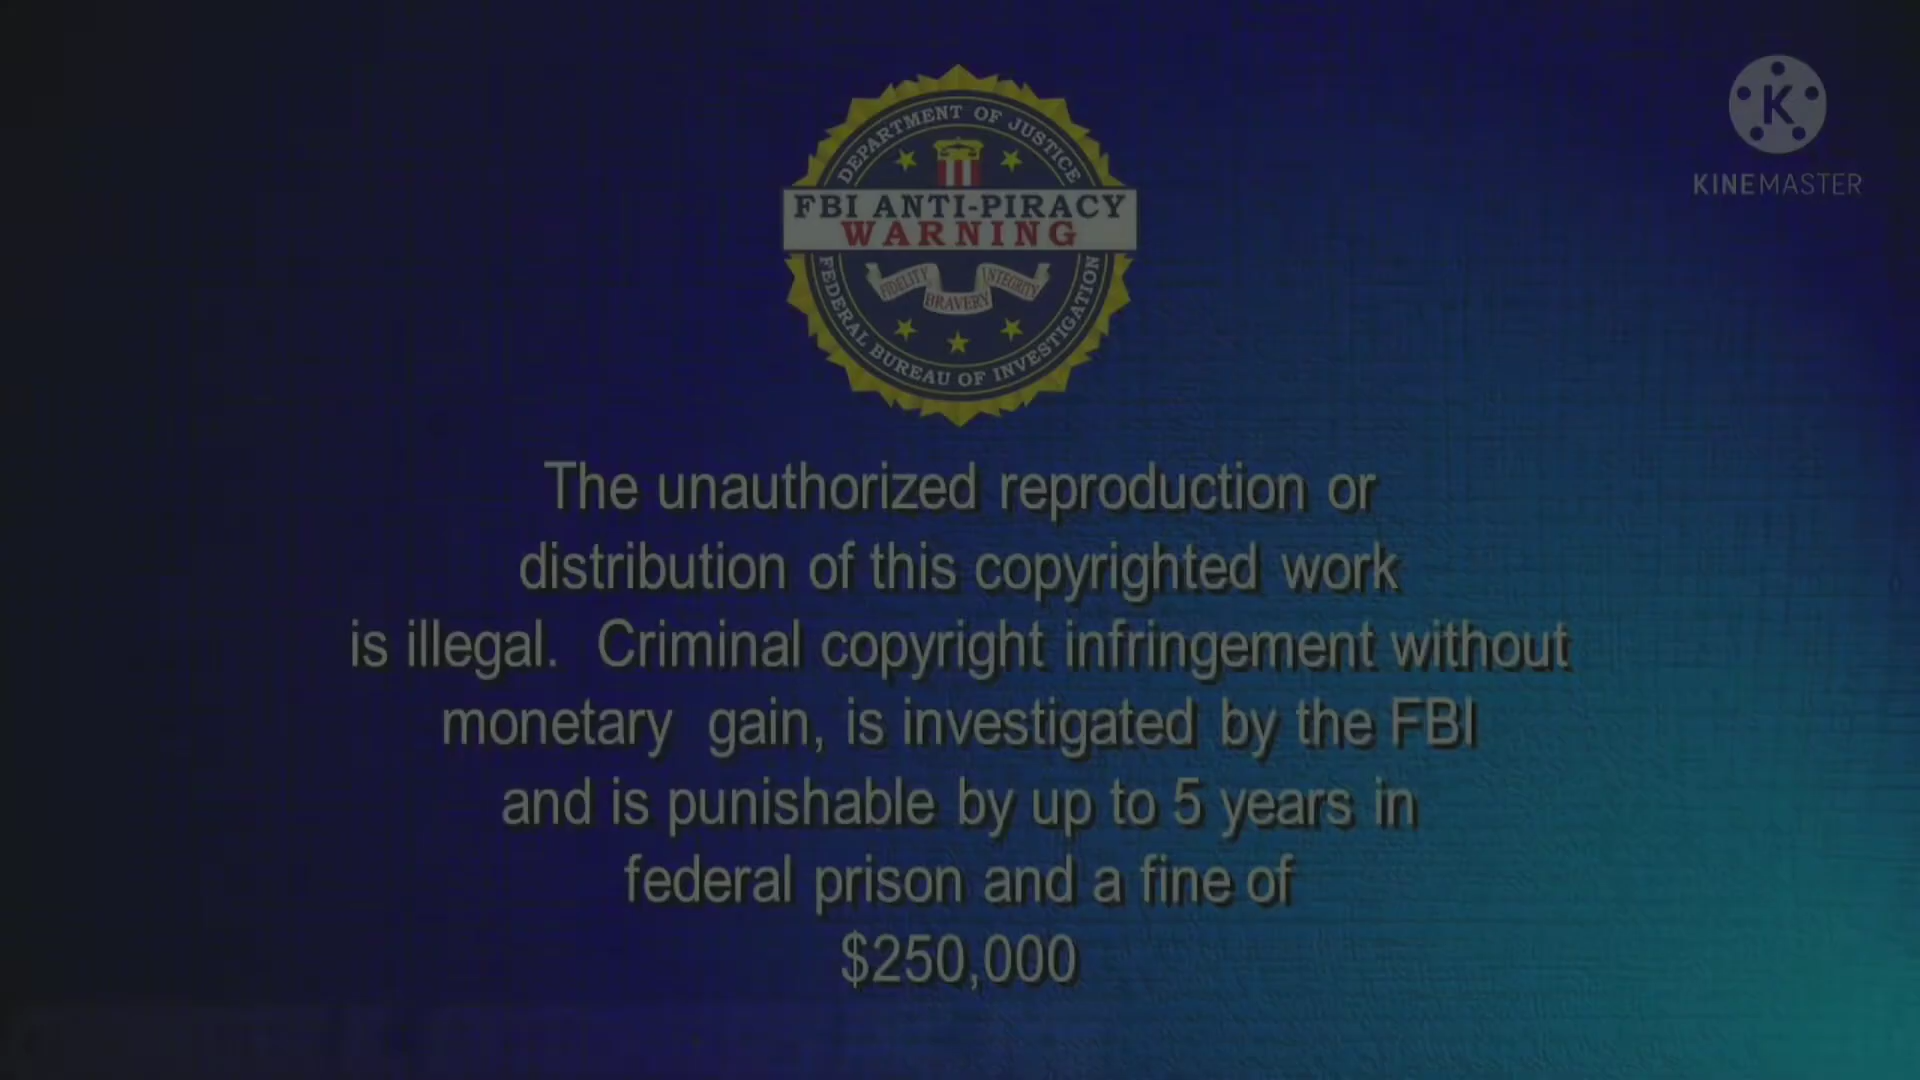 DEPARTMENT OF JUSTICE
FBI ANTI-PIRACY
WARNING
FIDELITY BRAVERY INTEGRITY
FEDERAL BUREAU OF INVESTIGATION
K
KINEMASTER
The unauthorized reproduction or
distribution of this copyrighted work
is illegal.  Criminal copyright infringement without
monetary  gain, is investigated by the FBI
and is punishable by up to 5 years in
federal prison and a fine of
$250,000